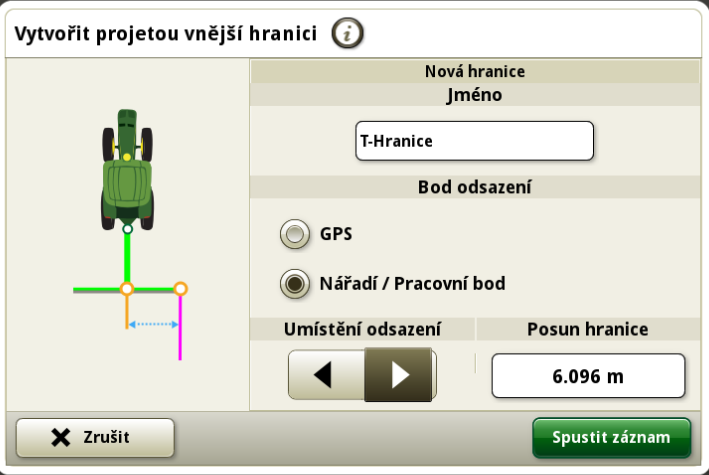 Vytvořit projetou vnější hranici
Nová hranice
Jméno
T-Hranice
Bod odsazení
GPS
Nářadí / Pracovní bod
Umístění odsazení
Posun hranice
6.096 m
Zrušit
Spustit záznam